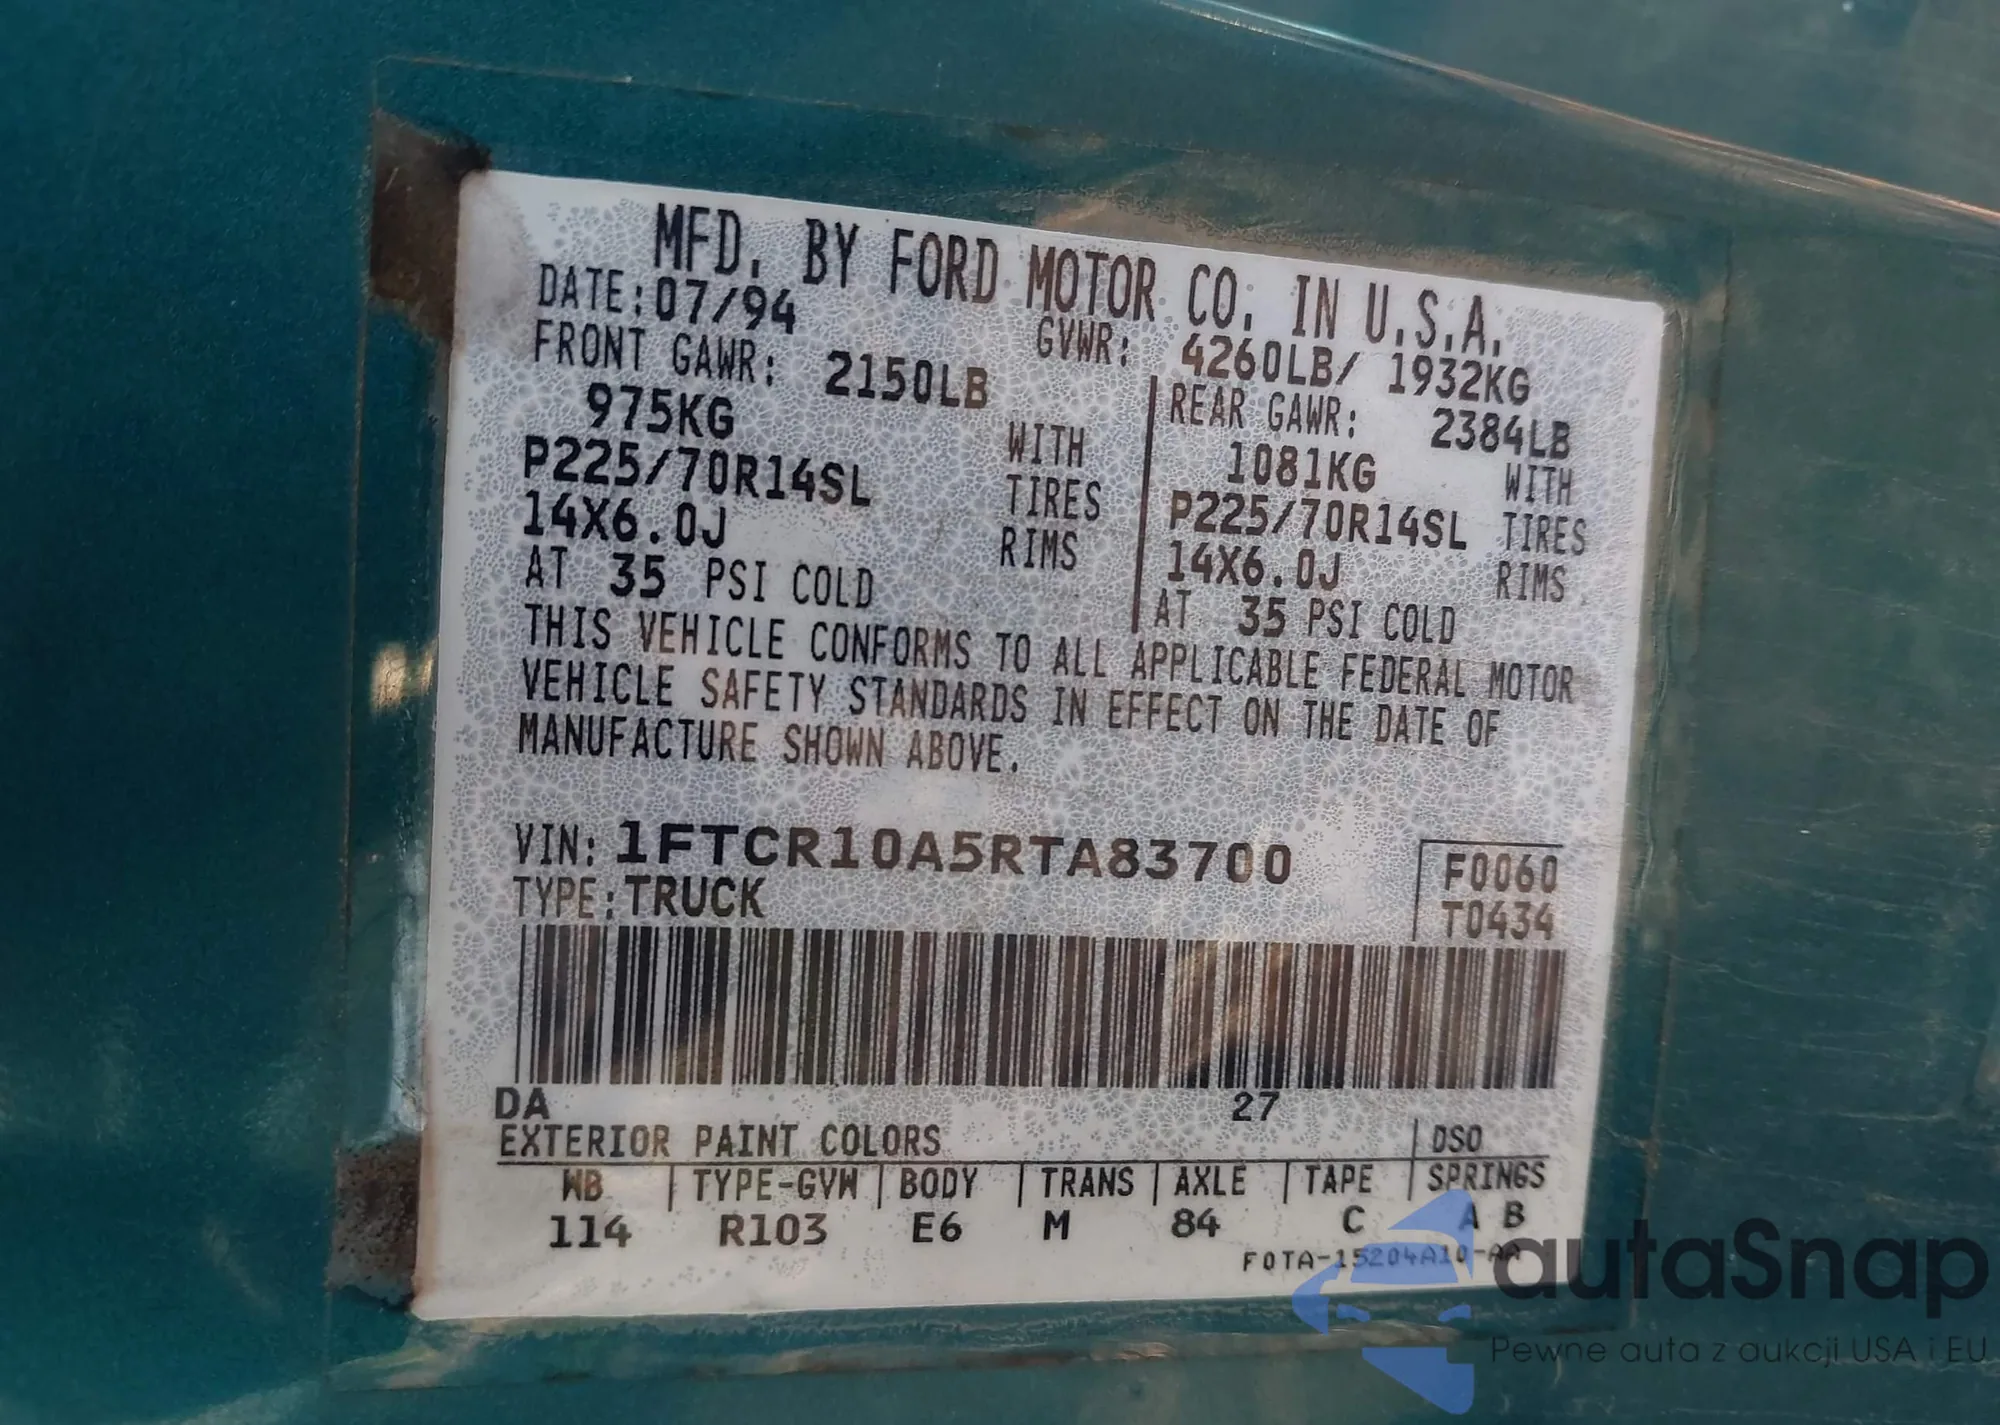 MFD. BY FORD MOTOR CO. IN U.S.A.
DATE:07/94 GVWR: 4260LB/ 1932KG
FRONT GAWR: 2150LB REAR GAWR: 2384LB
975KG WITH 1081KG WITH
P225/70R14SL TIRES P225/70R14SL TIRES
14X6.0J RIMS 14X6.0J RIMS
AT 35 PSI COLD AT 35 PSI COLD
THIS VEHICLE CONFORMS TO ALL APPLICABLE FEDERAL MOTOR
VEHICLE SAFETY STANDARDS IN EFFECT ON THE DATE OF
MANUFACTURE SHOWN ABOVE.
VIN: 1FTCR10A5RTA83700 F0060
TYPE:TRUCK T0434
DA 27
EXTERIOR PAINT COLORS DSO
WB TYPE-GVW BODY TRANS AXLE TAPE SPRINGS
114 R103 E6 M 84 C A B
F0TA-15204A10-AA
autaSnap
Pewne auta z aukcji USA i EU